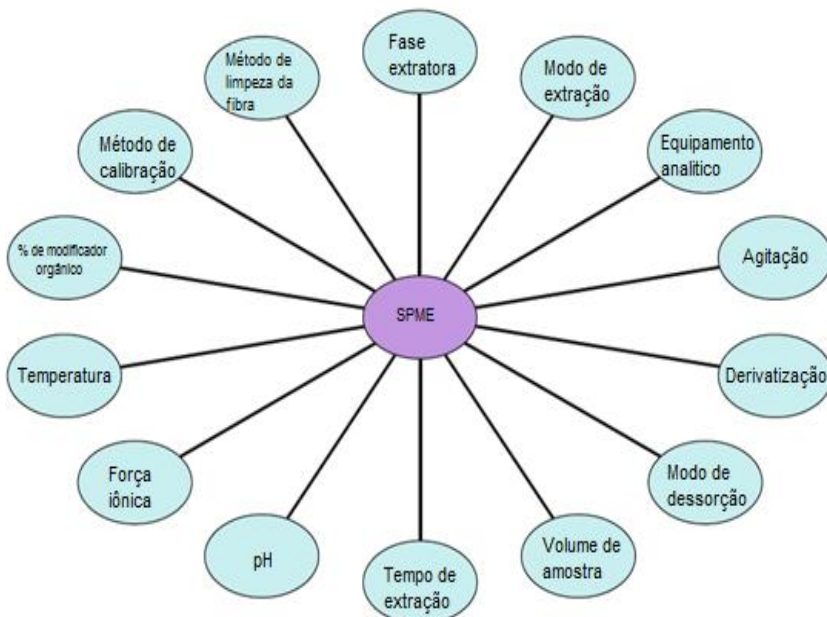 Fase
extratora
Modo de
extração
Equipamento
analitico
Agitação
Derivatização
Modo de
dessorção
Volume de
amostra
Tempo de
extração
pH
Força
iônica
Temperatura
% de modificador
orgânico
Método de
calibração
Método de
limpeza da
fibra
SPME